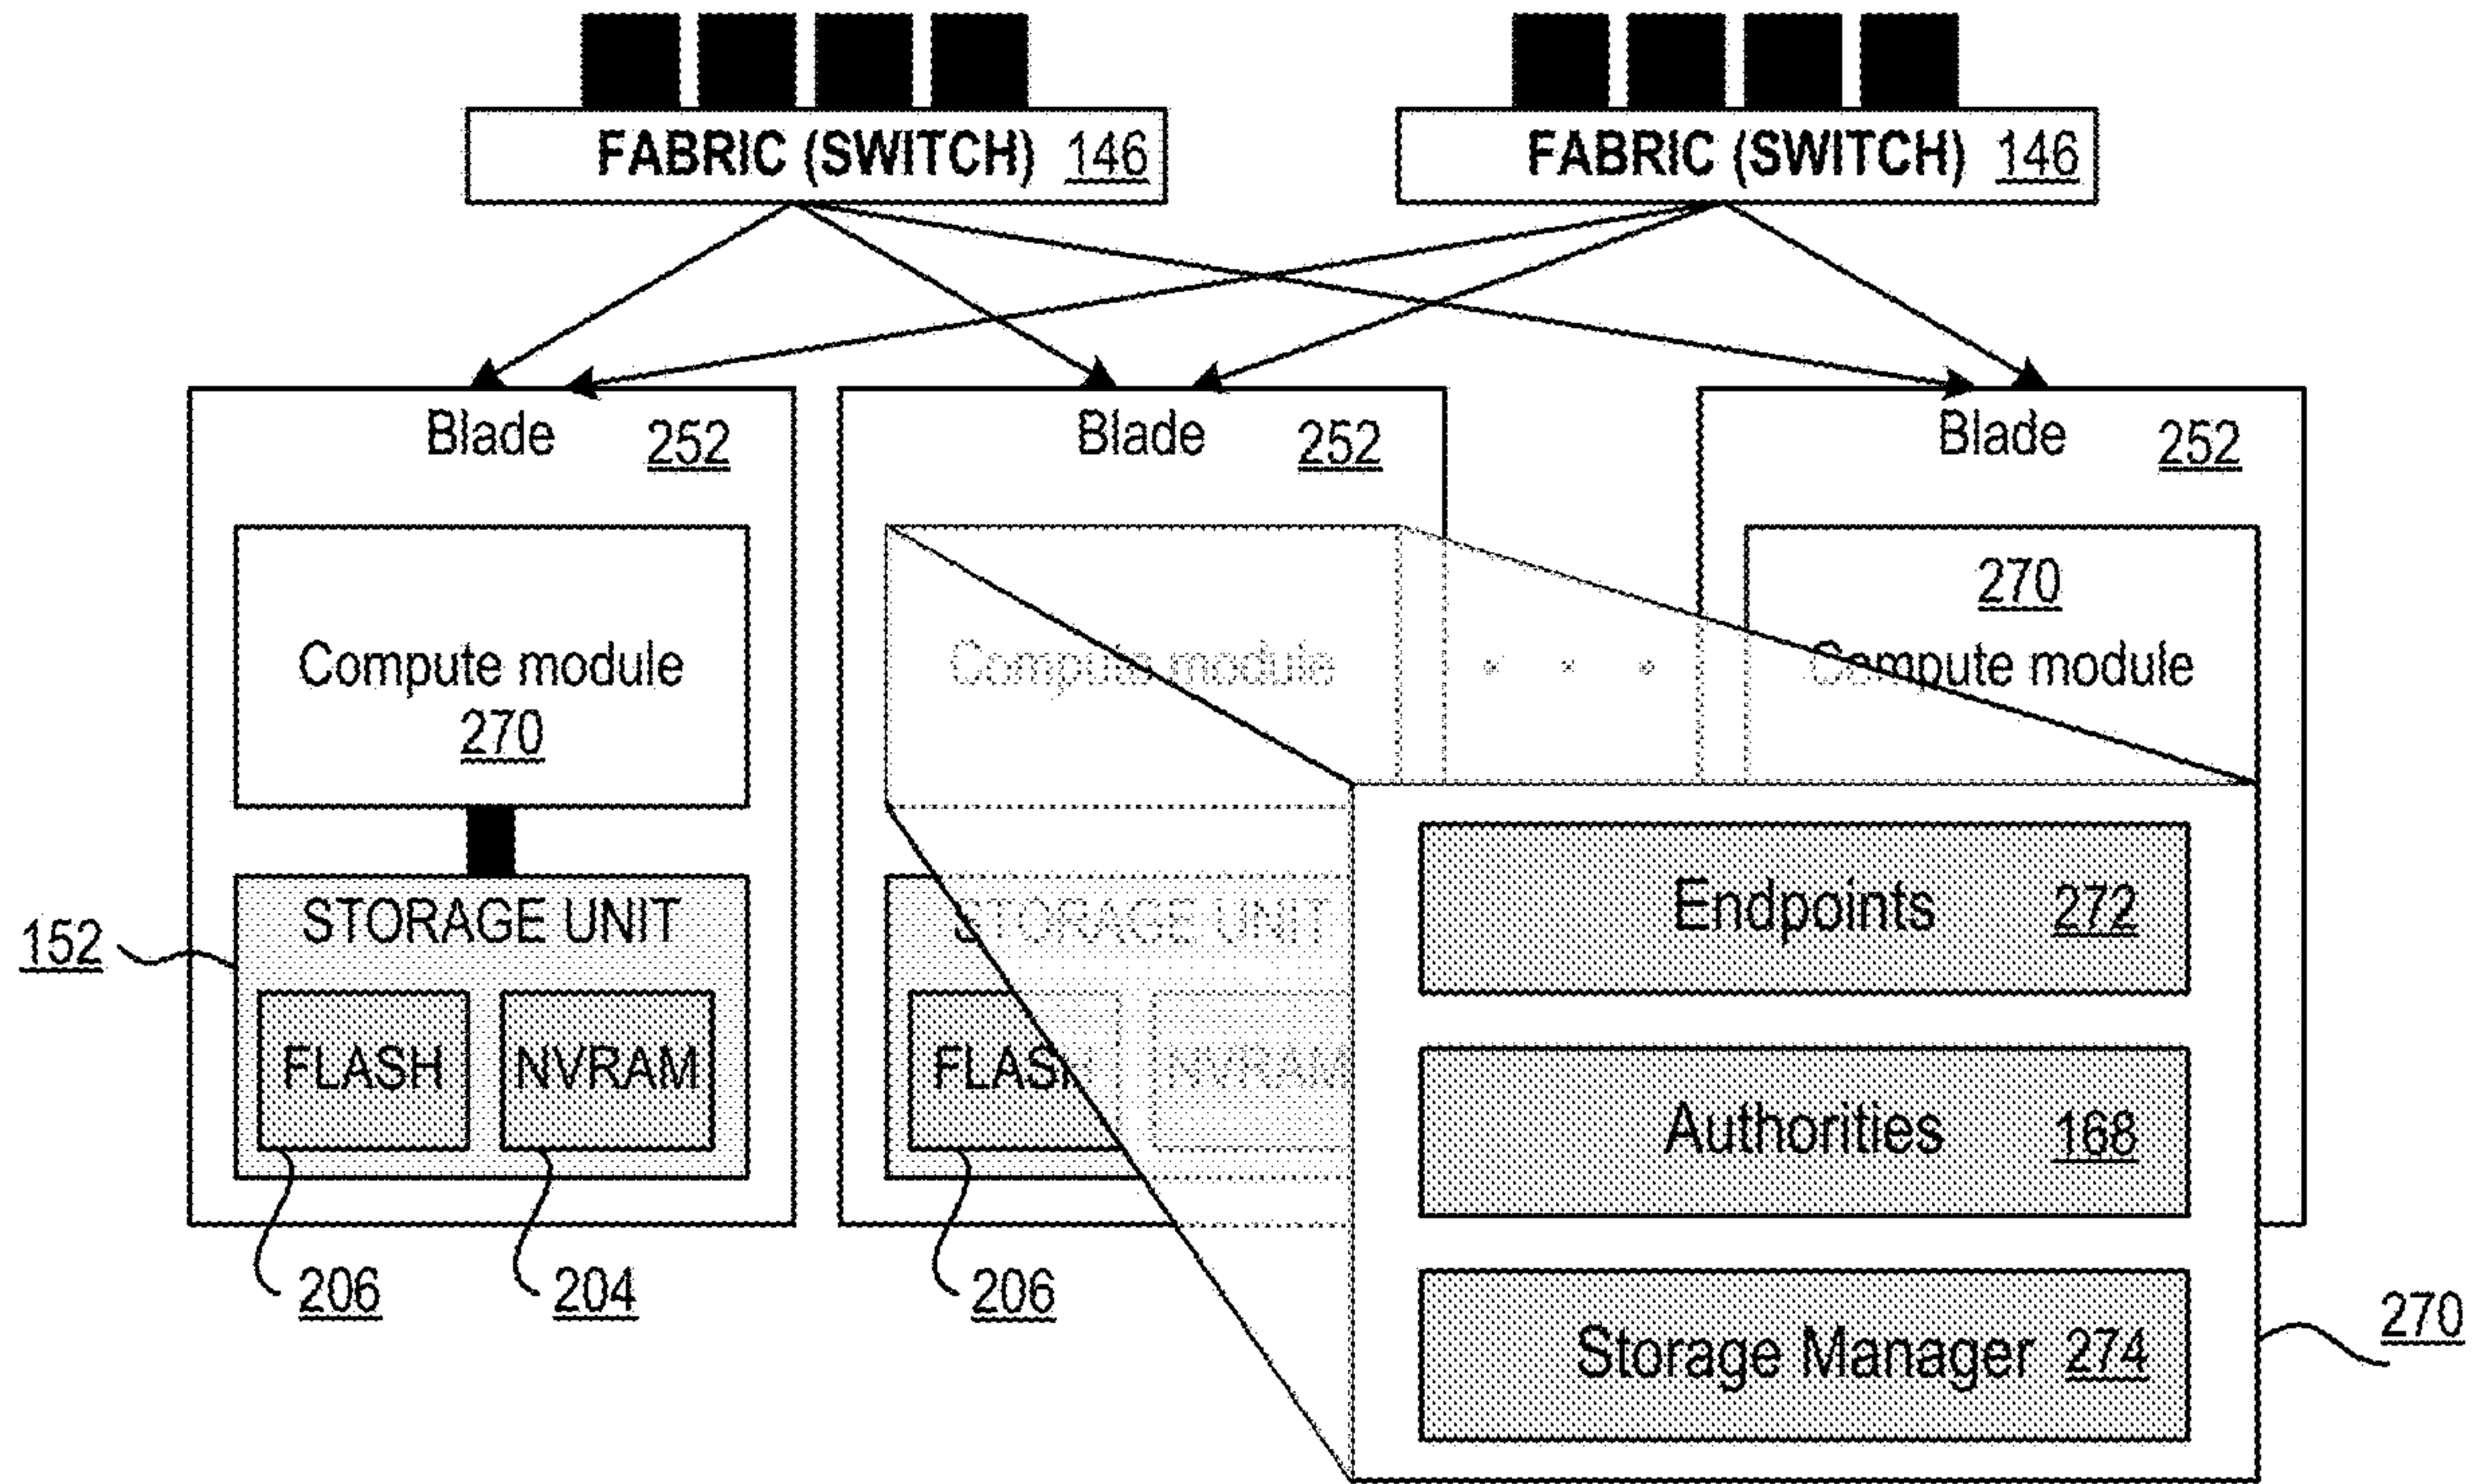 FABRIC (SWITCH) 146
FABRIC (SWITCH) 146
Blade 252
Blade 252
Blade 252
Compute module
270
Compute module
270
Compute module
152
STORAGE UNIT
FLASH
NVRAM
206
204
STORAGE UNIT
FLASH
NVRAM
206
Endpoints 272
Authorities 168
Storage Manager 274
270